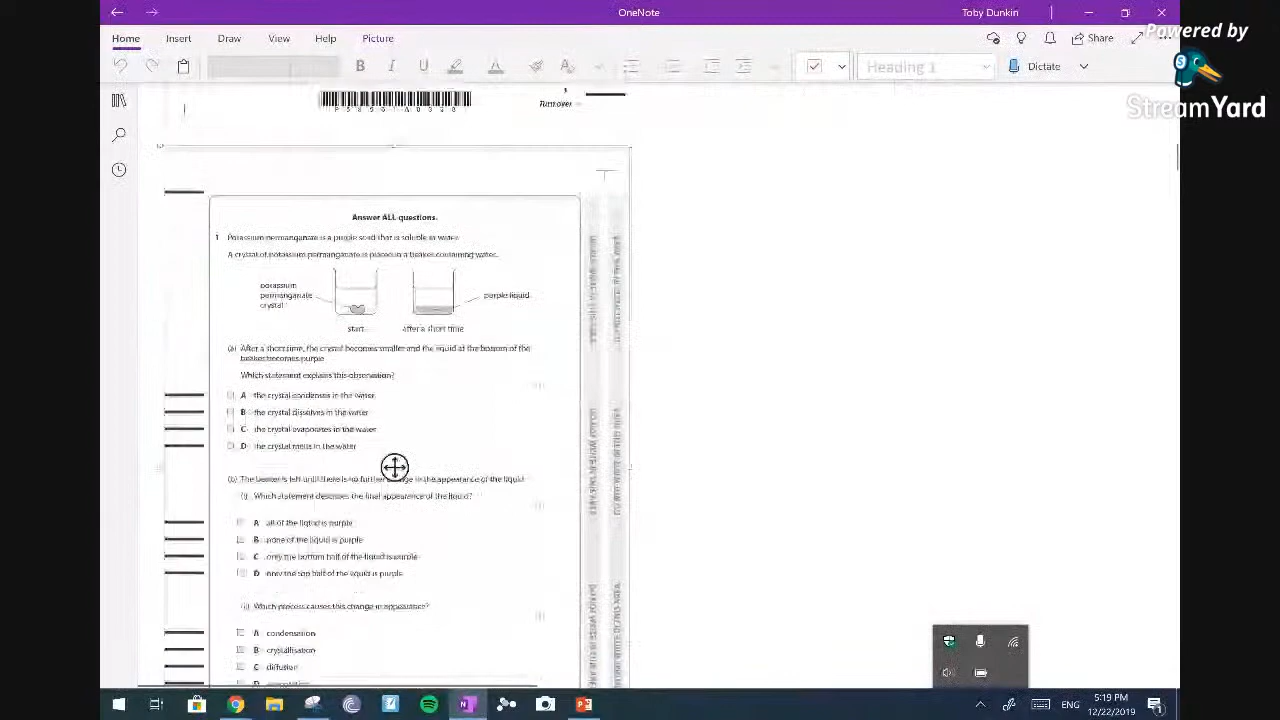 OneNote
Toby Dunkin
Powered by
StreamYard
Home Insert Draw View Help Picture
Share
B I U
Heading 1
Dictate
Answer ALL questions.
1 Potassium permanganate is a purple solid that is soluble in water.
A crystal of potassium permanganate is placed in a beaker containing water.
potassium
permanganate
crystal
purple liquid
start
after a short time
(a) After a short time, the crystal becomes smaller and the liquid at the bottom of the
beaker becomes purple.
Which statement explains this observation?
A the crystal condenses in the water
B the crystal dissolves in the water
C the crystal evaporates in the water
D the crystal melts in the water
(b) The beaker is left until there is no further change in the appearance of the liquid.
(i) Which statement describes the final appearance of the liquid?
A all of the liquid is purple
B none of the liquid is purple
C only the bottom half of the liquid is purple
D only the top half of the liquid is purple
(ii) Which process causes this change in appearance?
A condensation
B crystallisation
C diffusion
ENG
5:19 PM
12/22/2019